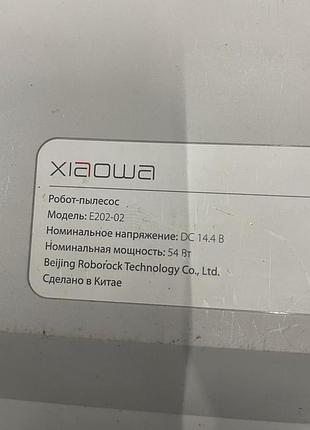 xiaowa
Робот-пылесос
Модель: E202-02
Номинальное напряжение: DC 14.4 В
Номинальная мощность: 54 Вт
Beijing Roborock Technology Co., Ltd.
Сделано в Китае